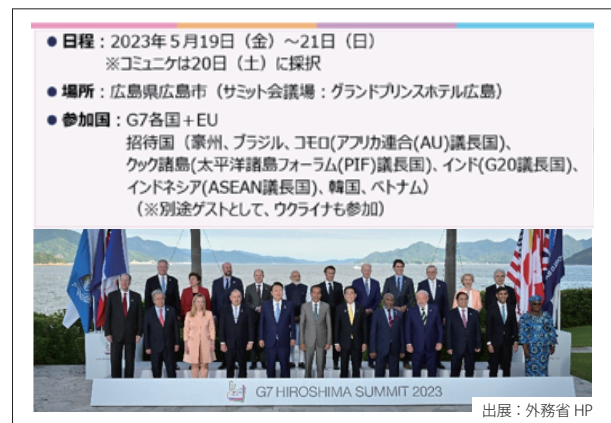 ●日程:2023年5月19日(金)~21日(日)
※コミュニケは20日(土)に採択
●場所:広島県広島市(サミット会議場:グランドプリンスホテル広島)
●参加国:G7各国+EU
招待国(豪州、ブラジル、コモロ(アフリカ連合(AU)議長国)、
クック諸島(太平洋諸島フォーラム(PIF)議長国)、インド(G20議長国)、
インドネシア(ASEAN議長国)、韓国、ベトナム)
(※別途ゲストとして、ウクライナも参加)
G7 HIROSHIMA SUMMIT 2023
出展:外務省 HP